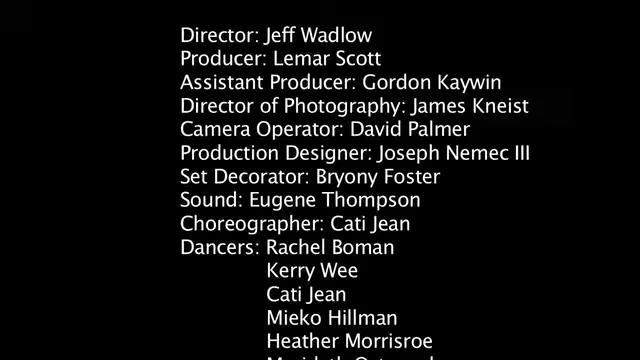 Director: Jeff Wadlow
Producer: Lemar Scott
Assistant Producer: Gordon Kaywin
Director of Photography: James Kneist
Camera Operator: David Palmer
Production Designer: Joseph Nemec III
Set Decorator: Bryony Foster
Sound: Eugene Thompson
Choreographer: Cati Jean
Dancers: Rachel Boman
Kerry Wee
Cati Jean
Mieko Hillman
Heather Morrisroe